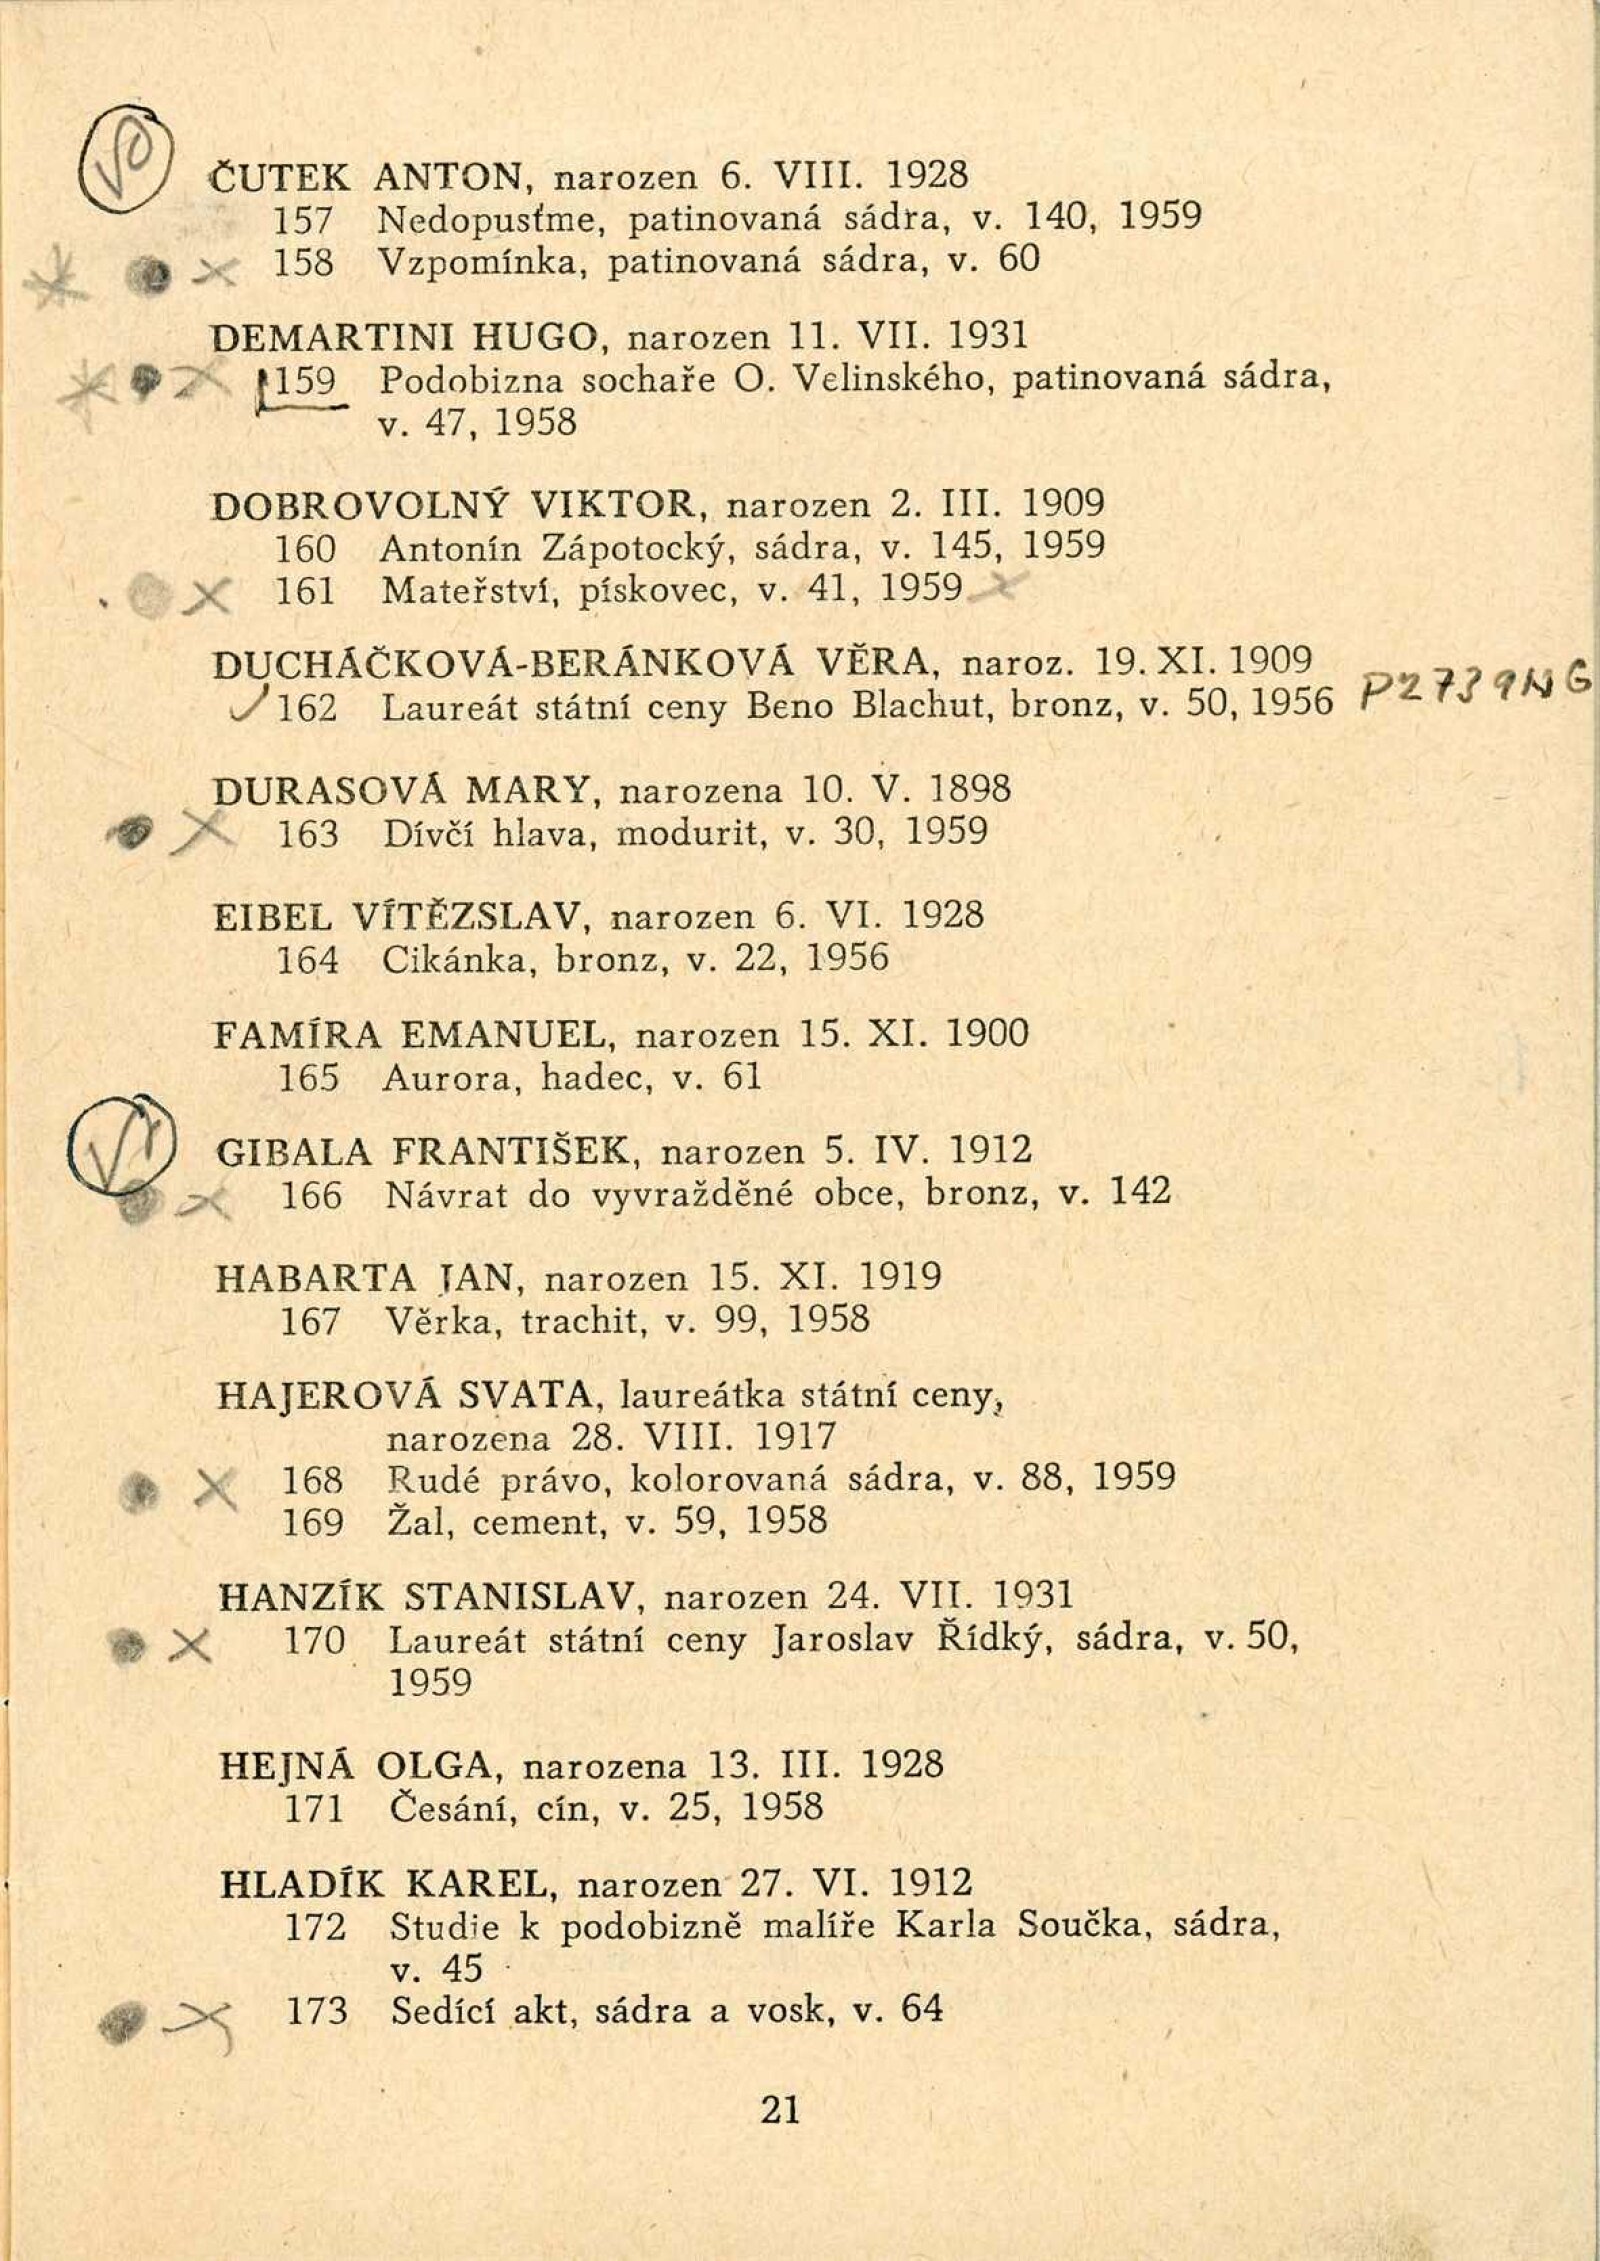 ČUTEK ANTON, narozen 6. VIII. 1928
157 Nedopusťme, patinovaná sádra, v. 140, 1959
158 Vzpomínka, patinovaná sádra, v. 60
DEMARTINI HUGO, narozen 11. VII. 1931
159 Podobizna sochaře O. Velinského, patinovaná sádra,
v. 47, 1958
DOBROVOLNÝ VIKTOR, narozen 2. III. 1909
160 Antonín Zápotocký, sádra, v. 145, 1959
161 Mateřství, pískovec, v. 41, 1959
DUCHÁČKOVÁ-BERÁNKOVÁ VĚRA, naroz. 19. XI. 1909
162 Laureát státní ceny Beno Blachut, bronz, v. 50, 1956 P2739NG
DURASOVÁ MARY, narozena 10. V. 1898
163 Dívčí hlava, modurit, v. 30, 1959
EIBEL VÍTĚZSLAV, narozen 6. VI. 1928
164 Cikánka, bronz, v. 22, 1956
FAMÍRA EMANUEL, narozen 15. XI. 1900
165 Aurora, hadec, v. 61
GIBALA FRANTIŠEK, narozen 5. IV. 1912
166 Návrat do vyvražděné obce, bronz, v. 142
HABARTA JAN, narozen 15. XI. 1919
167 Věrka, trachit, v. 99, 1958
HAJEROVÁ SVATA, laureátka státní ceny,
narozena 28. VIII. 1917
168 Rudé právo, kolorovaná sádra, v. 88, 1959
169 Žal, cement, v. 59, 1958
HANZÍK STANISLAV, narozen 24. VII. 1931
170 Laureát státní ceny Jaroslav Řídký, sádra, v. 50,
1959
HEJNÁ OLGA, narozena 13. III. 1928
171 Česání, cín, v. 25, 1958
HLADÍK KAREL, narozen 27. VI. 1912
172 Studie k podobizně malíře Karla Součka, sádra,
v. 45
173 Sedící akt, sádra a vosk, v. 64
21